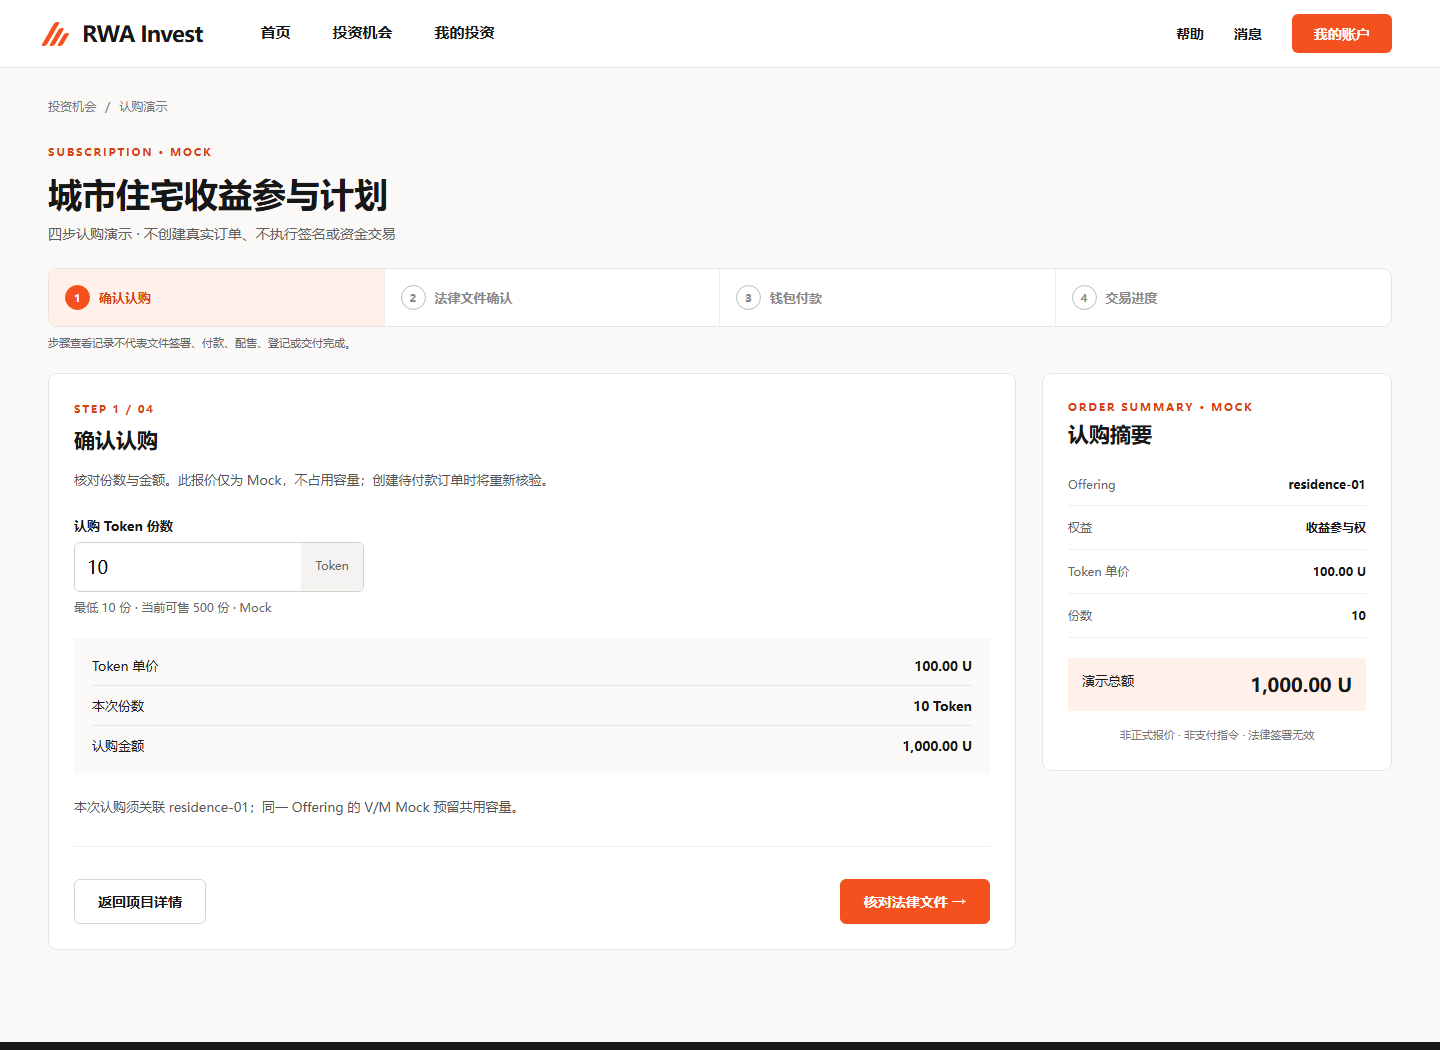 RWA Invest
首页
投资机会
我的投资
帮助
消息
我的账户
投资机会 / 认购演示
SUBSCRIPTION • MOCK
城市住宅收益参与计划
四步认购演示 · 不创建真实订单、不执行签名或资金交易
1 确认认购
2 法律文件确认
3 钱包付款
4 交易进度
步骤查看记录不代表文件签署、付款、配售、登记或交付完成。
STEP 1 / 04
确认认购
核对份数与金额。此报价仅为 Mock，不占用容量；创建待付款订单时将重新核验。
认购 Token 份数
10 Token
最低 10 份 · 当前可售 500 份 · Mock
Token 单价 100.00 U
本次份数 10 Token
认购金额 1,000.00 U
本次认购须关联 residence-01；同一 Offering 的 V/M Mock 预留共用容量。
返回项目详情
核对法律文件 →
ORDER SUMMARY • MOCK
认购摘要
Offering residence-01
权益 收益参与权
Token 单价 100.00 U
份数 10
演示总额 1,000.00 U
非正式报价 · 非支付指令 · 法律签署无效